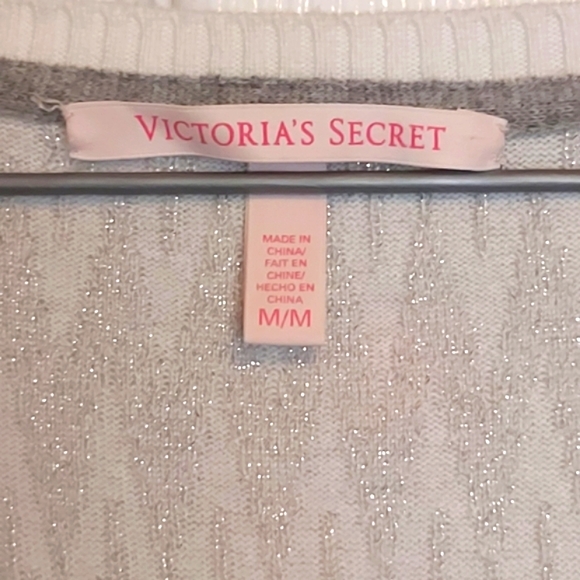 VICTORIA'S SECRET
MADE IN
CHINA/
FAIT EN
CHINE/
HECHO EN
CHINA
M/M